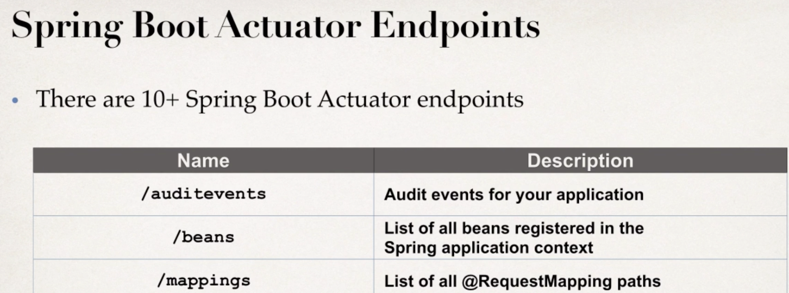 Spring Boot Actuator Endpoints
• There are 10+ Spring Boot Actuator endpoints
Name Description
/auditevents Audit events for your application
/beans List of all beans registered in the
Spring application context
/mappings List of all @RequestMapping paths